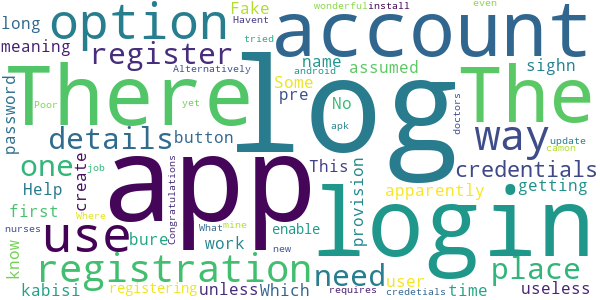 long option Fake Havent wonderful install even account
meaning register name tried assumed sighn
Alternatively Some pre No android apk doctors update camon
Poor yet There log The way
password details button
one create Congratulations This provision credentials
Help app login apparently getting
first use bure What mine enable new
know nurses job Where work need user place
kabisi registration registering unless Which requires credetials time useless